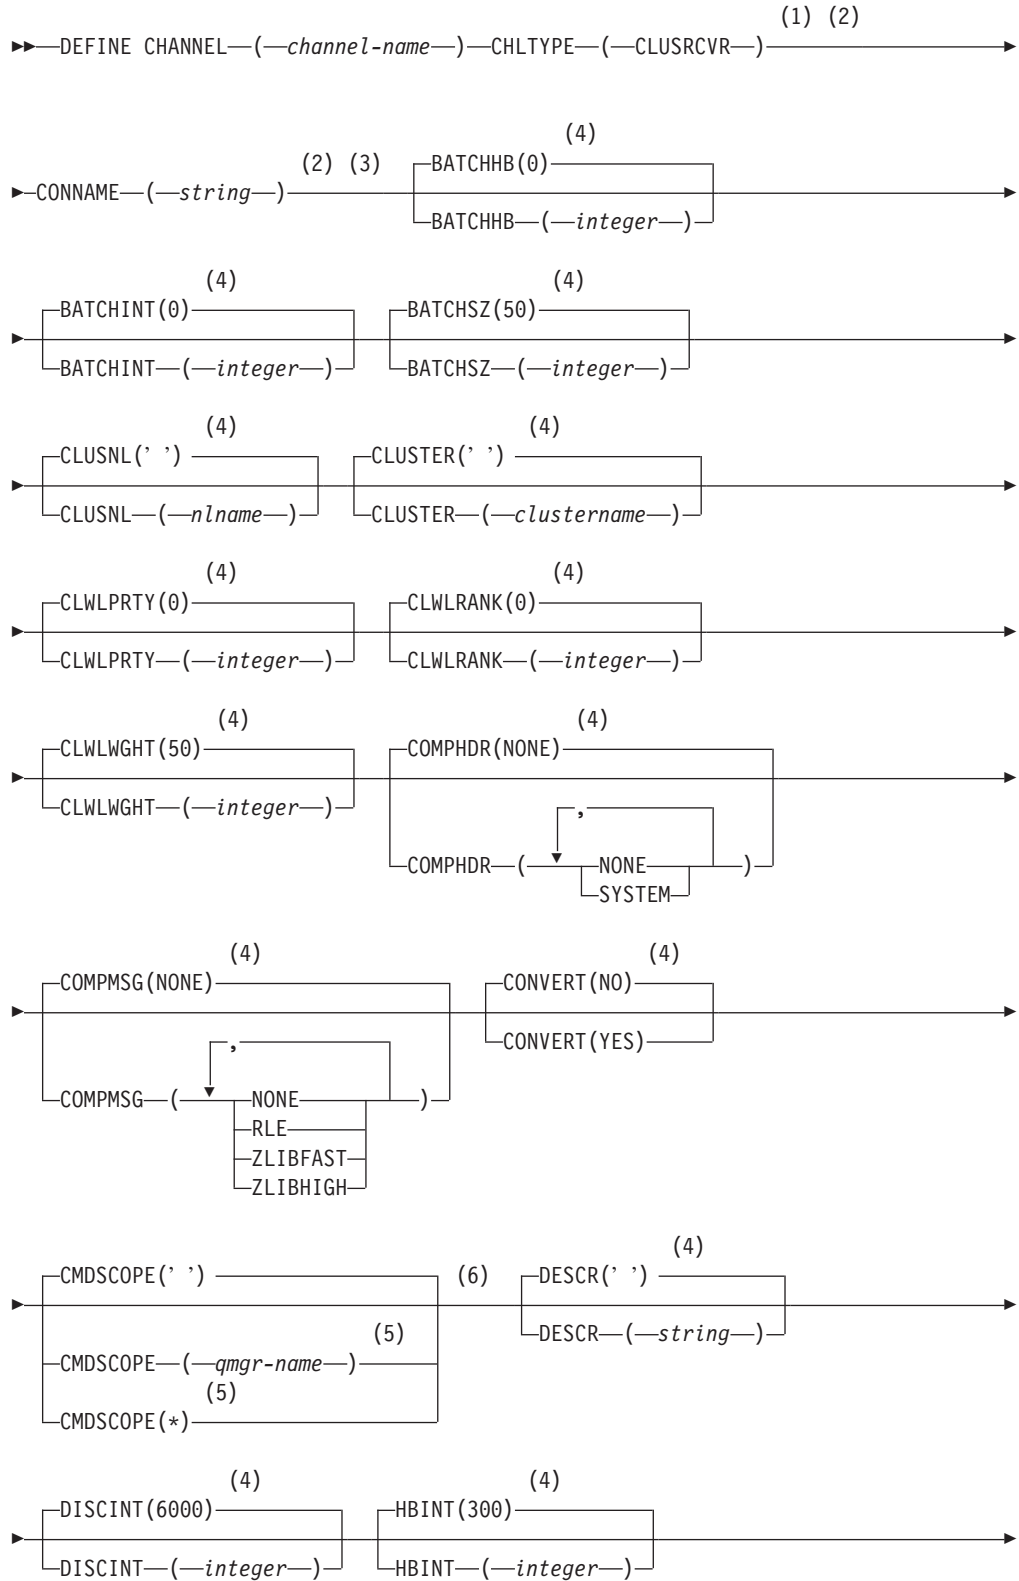 (1) (2)
DEFINE CHANNEL ( channel-name ) CHLTYPE ( CLUSRCVR )
(4)
(2) (3) BATCHHB(0)
CONNAME ( string )
BATCHHB ( integer )
(4) (4)
BATCHINT(0) BATCHSZ(50)
BATCHINT ( integer ) BATCHSZ ( integer )
(4) (4)
CLUSNL(’ ’) CLUSTER(’ ’)
CLUSNL ( nlname ) CLUSTER ( clustername )
(4) (4)
CLWLPRTY(0) CLWLRANK(0)
CLWLPRTY ( integer ) CLWLRANK ( integer )
(4) (4)
CLWLWGHT(50) COMPHDR(NONE)
CLWLWGHT ( integer ) ,
COMPHDR ( NONE )
SYSTEM
(4) (4)
COMPMSG(NONE) CONVERT(NO)
, CONVERT(YES)
COMPMSG ( NONE )
RLE
ZLIBFAST
ZLIBHIGH
(4)
CMDSCOPE(’ ’) (6) DESCR(’ ’)
(5) DESCR ( string )
CMDSCOPE ( qmgr-name )
(5)
CMDSCOPE(*)
(4) (4)
DISCINT(6000) HBINT(300)
DISCINT ( integer ) HBINT ( integer )